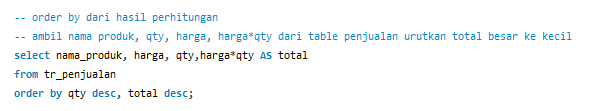 -- order by dari hasil perhitungan
-- ambil nama produk, qty, harga, harga*qty dari table penjualan urutkan total besar ke kecil
select nama_produk, harga, qty,harga*qty AS total
from tr_penjualan
order by qty desc, total desc;